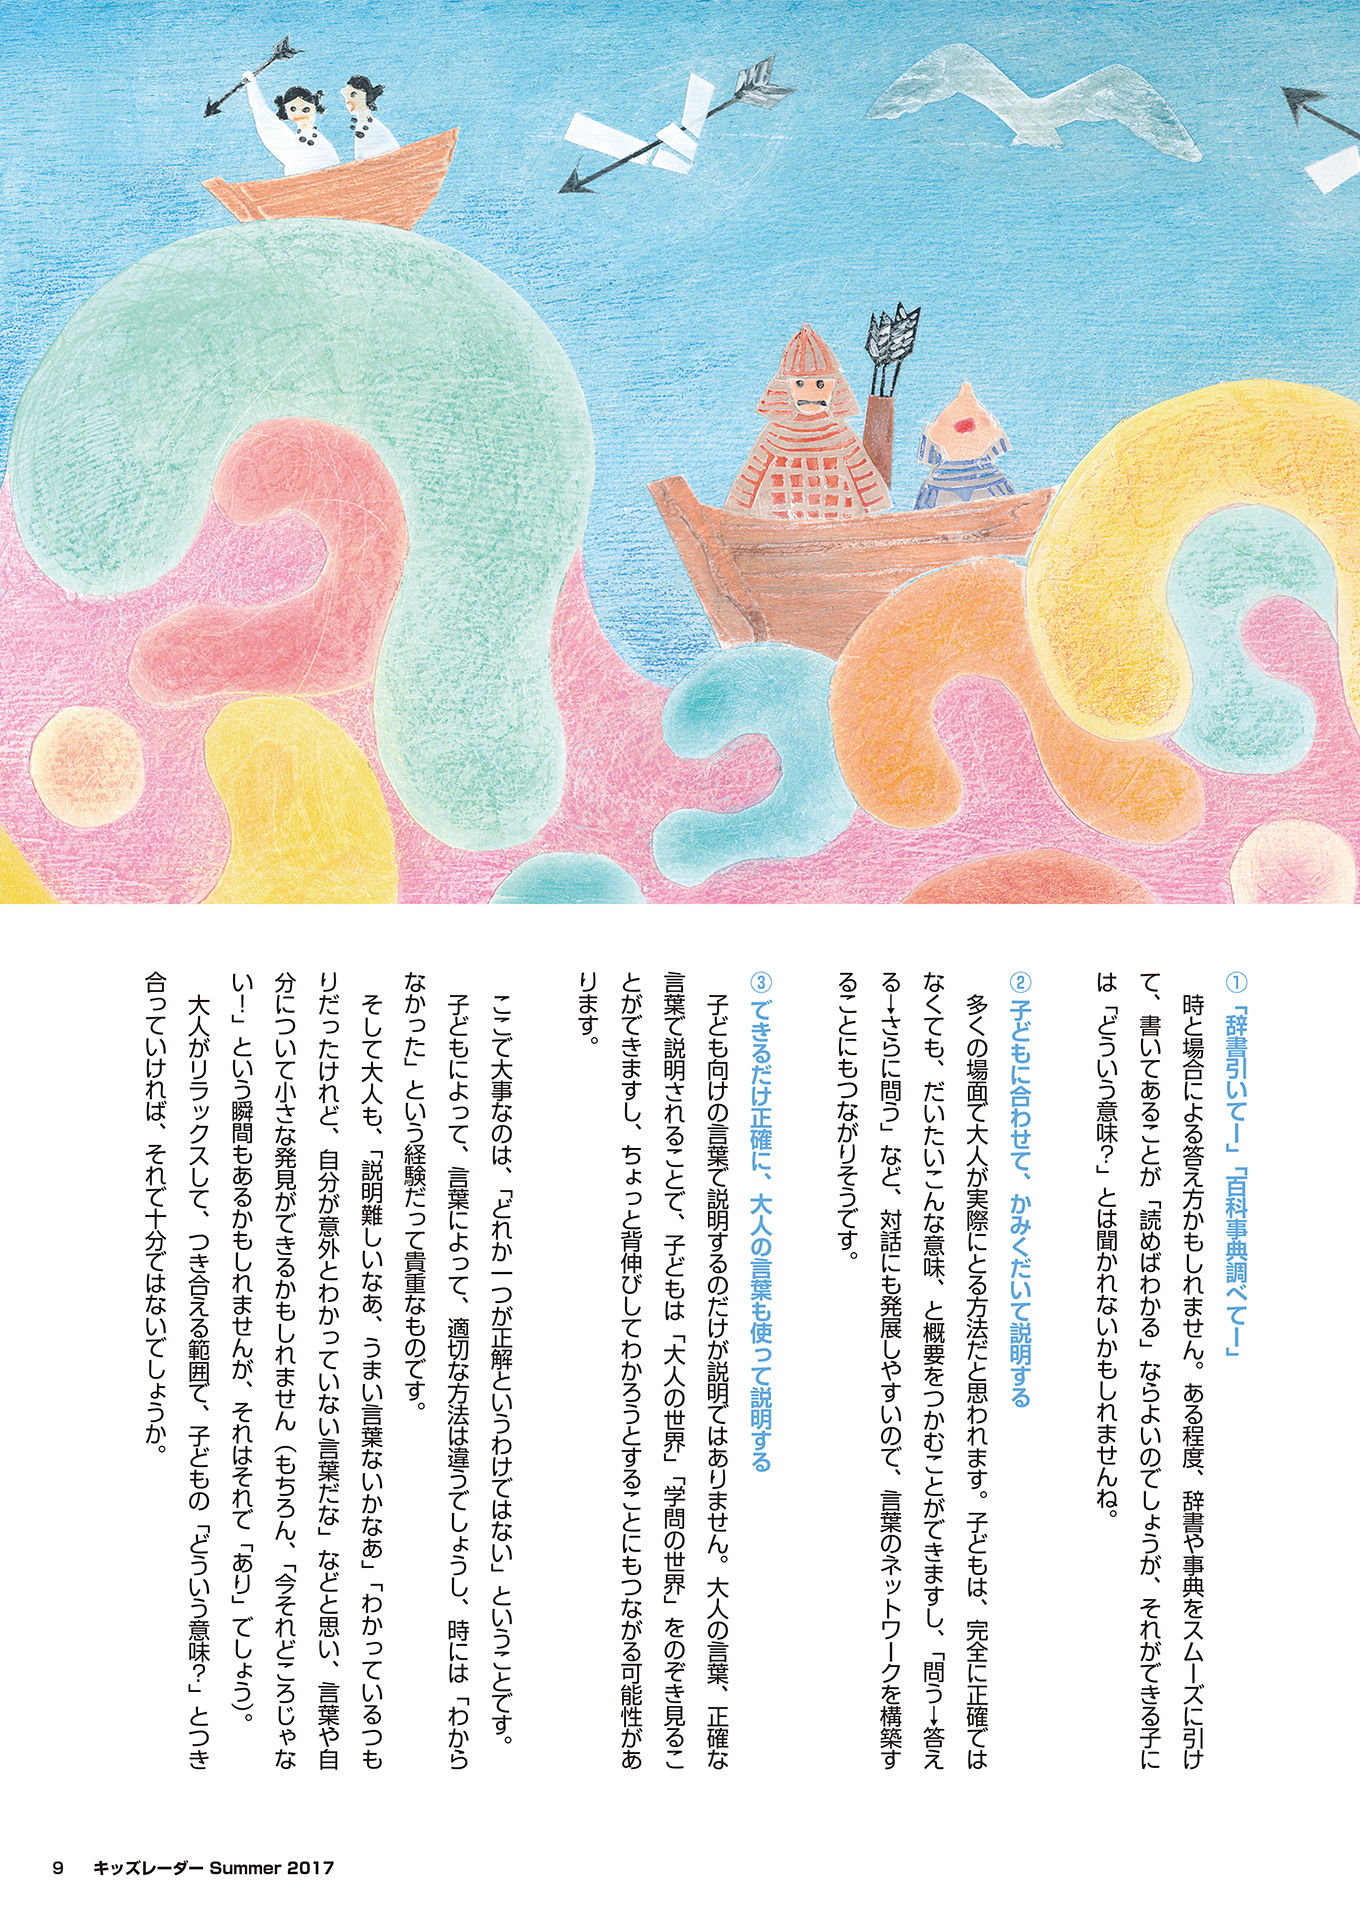 ①「辞書引いてー」「百科事典調べてー」
　時と場合による答え方かもしれません。ある程度、辞書や事典をスムーズに引け
て、書いてあることが「読めばわかる」ならよいのでしょうが、それができる子に
は「どういう意味？」とは聞かれないかもしれませんね。
② 子どもに合わせて、かみくだいて説明する
　多くの場面で大人が実際にとる方法だと思われます。子どもは、完全に正確では
なくても、だいたいこんな意味、と概要をつかむことができますし、「問う→答え
る→さらに問う」など、対話にも発展しやすいので、言葉のネットワークを構築す
ることにもつながりそうです。
③ できるだけ正確に、大人の言葉も使って説明する
　子ども向けの言葉で説明するのだけが説明ではありません。大人の言葉、正確な
言葉で説明されることで、子どもは「大人の世界」「学問の世界」をのぞき見るこ
とができますし、ちょっと背伸びしてわかろうとすることにもつながる可能性があ
ります。
　ここで大事なのは、「どれか一つが正解というわけではない」ということです。
　子どもによって、言葉によって、適切な方法は違うでしょうし、時には「わから
なかった」という経験だって貴重なものです。
　そして大人も、「説明難しいなあ、うまい言葉ないかなあ」「わかっているつも
りだったけれど、自分が意外とわかっていない言葉だな」などと思い、言葉や自
分について小さな発見ができるかもしれません（もちろん、「今それどころじゃな
い！」という瞬間もあるかもしれませんが、それはそれで「あり」でしょう）。
　大人がリラックスして、つき合える範囲で、子どもの「どういう意味？」とつき
合っていければ、それで十分ではないでしょうか。
9　キッズレーダー Summer 2017